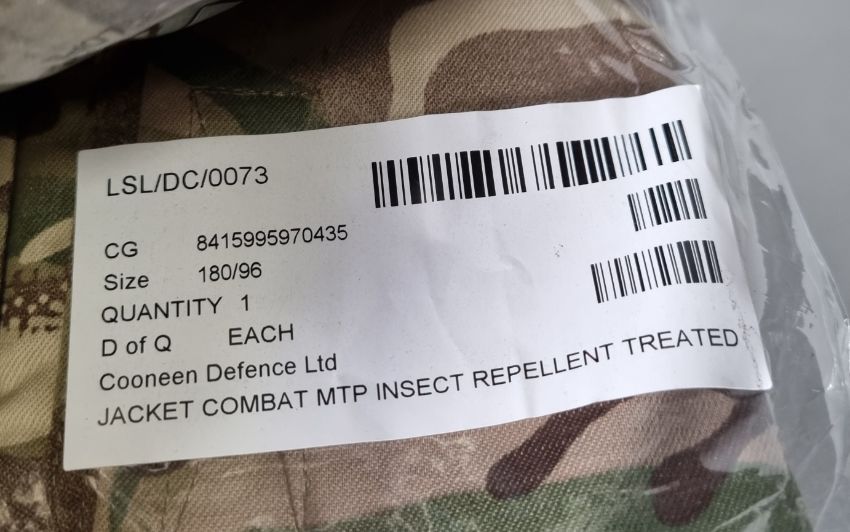 LSL/DC/0073
CG 8415995970435
Size 180/96
QUANTITY 1
D of Q EACH
Cooneen Defence Ltd
JACKET COMBAT MTP INSECT REPELLENT TREATED